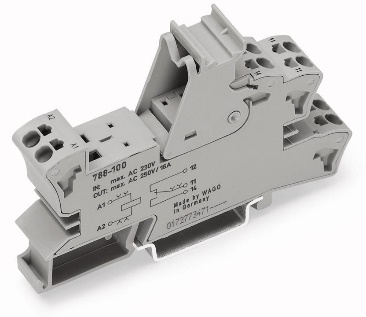 788-100
IN: max. AC 230V
OUT: max. AC 250V/16A
A1
A2
12
11
14
Made by WAGO
in Germany